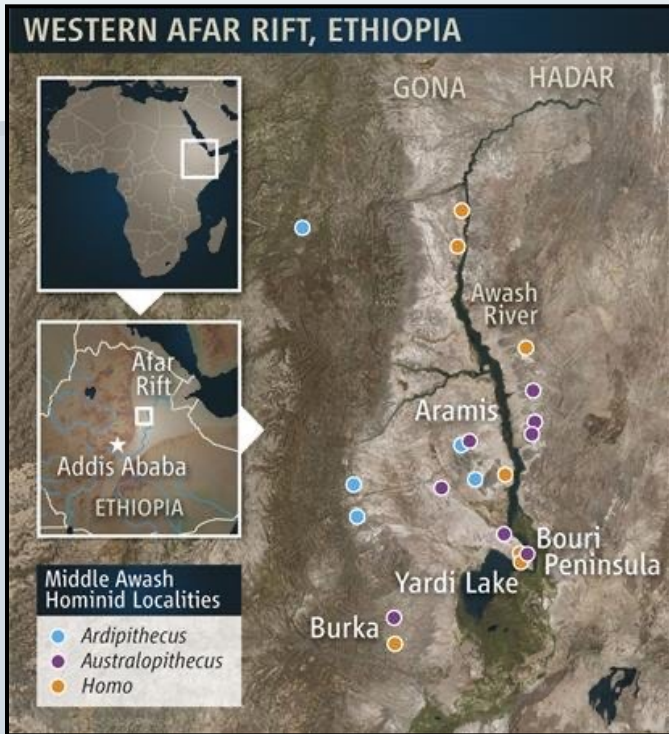 WESTERN AFAR RIFT, ETHIOPIA
GONA
HADAR
Awash
River
Afar
Rift
Addis Ababa
ETHIOPIA
Aramis
Bouri
Peninsula
Yardi Lake
Burka
Middle Awash
Hominid Localities
Ardipithecus
Australopithecus
Homo